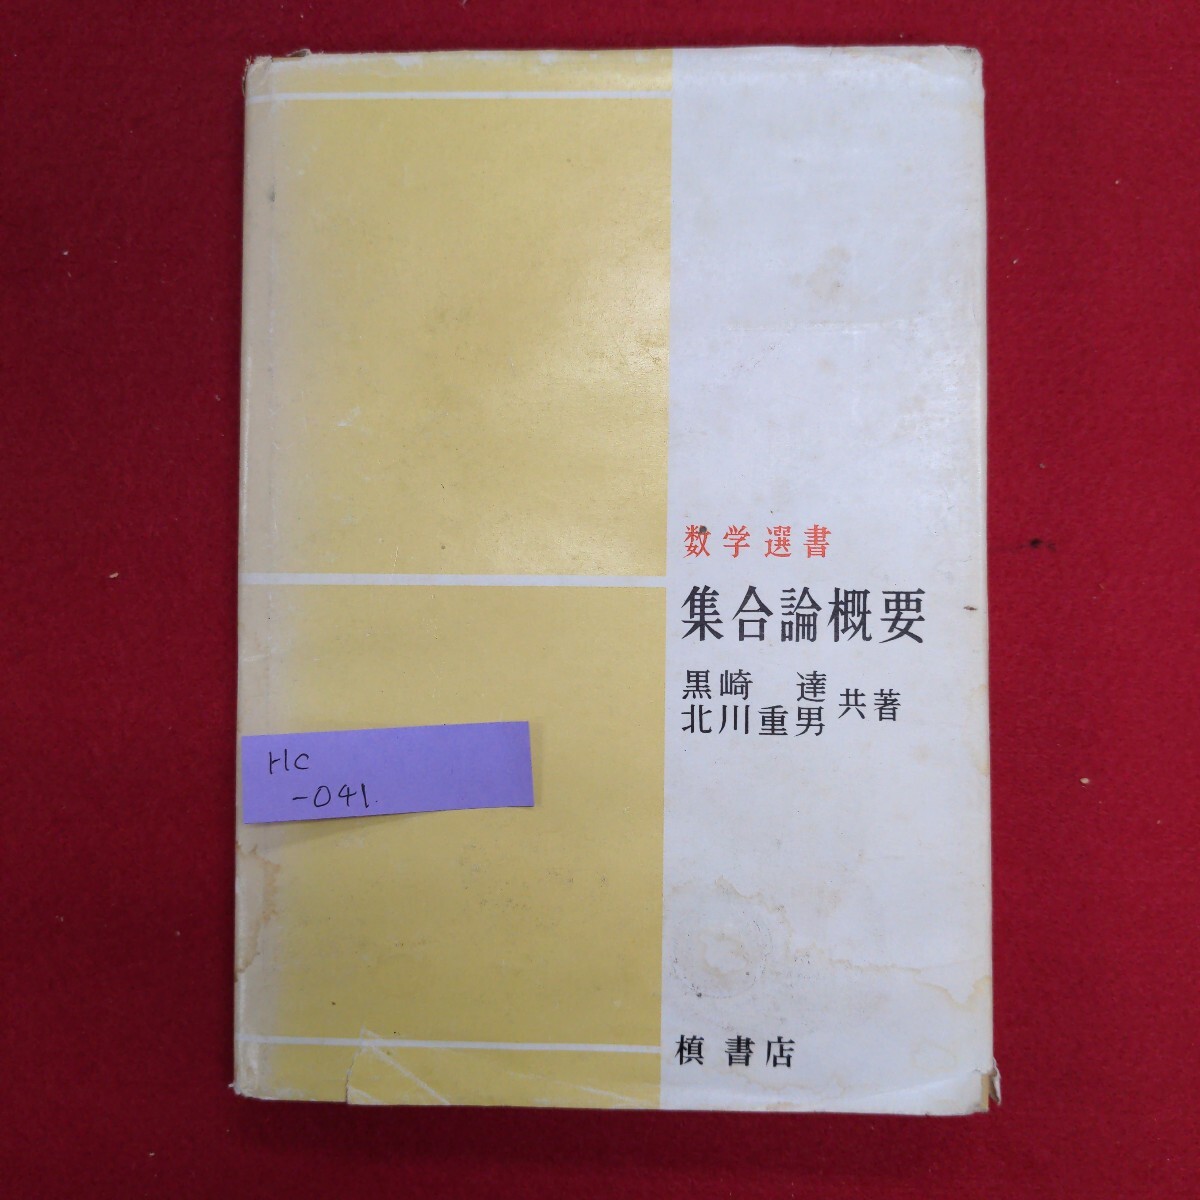 数学選書
集合論概要
黒崎 達
北川重男 共著
HC
-041
槙書店